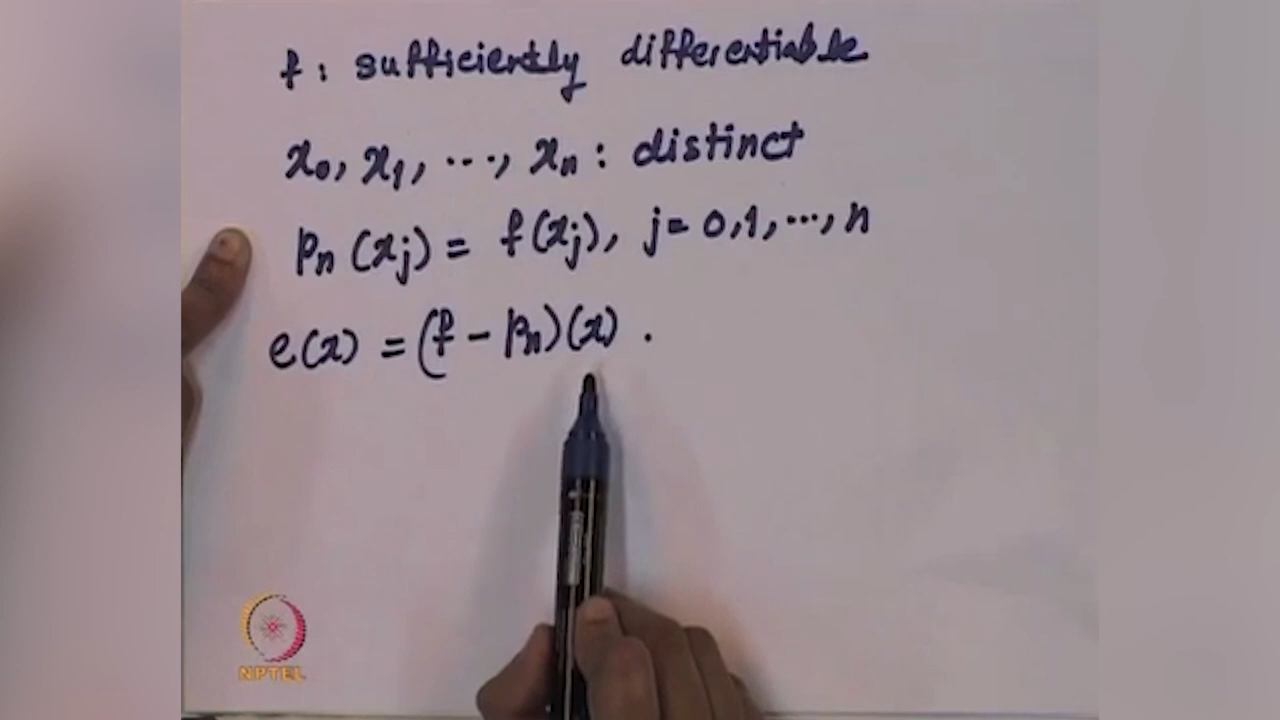 f : sufficiently differentiable
x₀, x₁, ..., xₙ : distinct
pₙ (xⱼ) = f(xⱼ), j = 0,1, ..., n
e(x) = (f - pₙ)(x) .
NPTEL